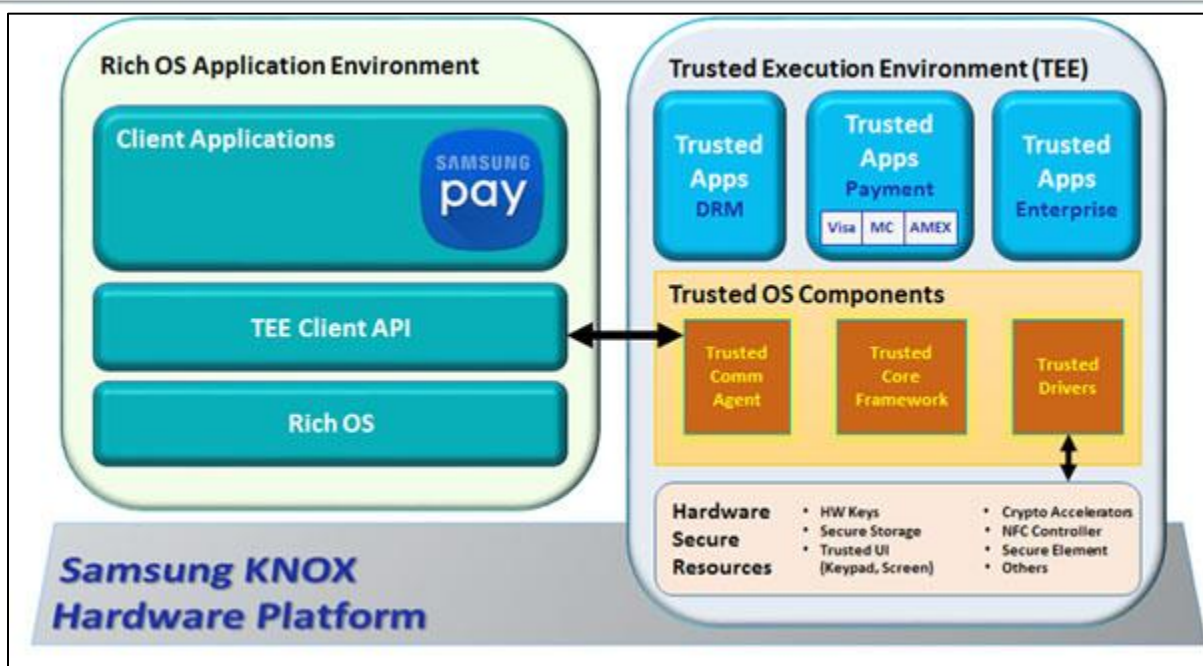 Rich OS Application Environment
Client Applications
SAMSUNG
pay
TEE Client API
Rich OS
Trusted Execution Environment (TEE)
Trusted
Apps
DRM
Trusted
Apps
Payment
Visa MC AMEX
Trusted
Apps
Enterprise
Trusted OS Components
Trusted
Comm
Agent
Trusted
Core
Framework
Trusted
Drivers
Hardware
Secure
Resources
• HW Keys
• Secure Storage
• Trusted UI
(Keypad, Screen)
• Crypto Accelerators
• NFC Controller
• Secure Element
• Others
Samsung KNOX
Hardware Platform